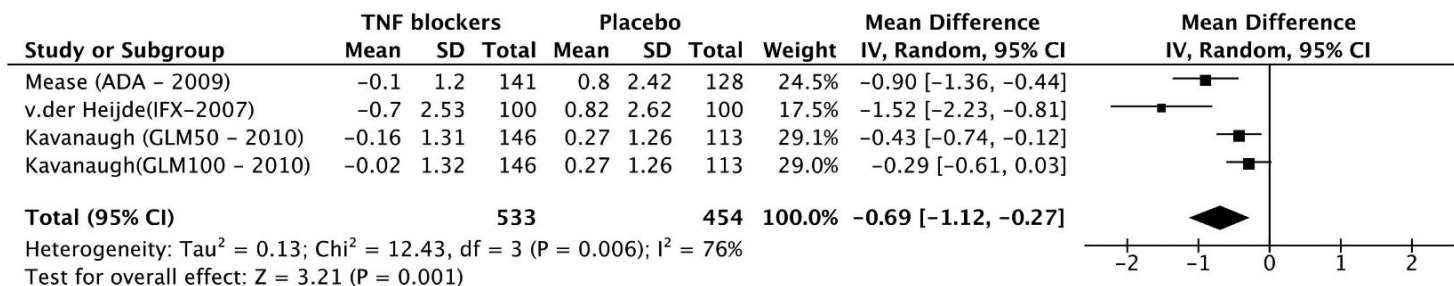 TNF blockers Placebo Mean Difference Mean Difference
Study or Subgroup Mean SD Total Mean SD Total Weight IV, Random, 95% CI IV, Random, 95% CI
Mease (ADA – 2009) −0.1 1.2 141 0.8 2.42 128 24.5% −0.90 [−1.36, −0.44]
v.der Heijde(IFX–2007) −0.7 2.53 100 0.82 2.62 100 17.5% −1.52 [−2.23, −0.81]
Kavanaugh (GLM50 – 2010) −0.16 1.31 146 0.27 1.26 113 29.1% −0.43 [−0.74, −0.12]
Kavanaugh(GLM100 – 2010) −0.02 1.32 146 0.27 1.26 113 29.0% −0.29 [−0.61, 0.03]
Total (95% CI) 533 454 100.0% −0.69 [−1.12, −0.27]
Heterogeneity: Tau² = 0.13; Chi² = 12.43, df = 3 (P = 0.006); I² = 76%
Test for overall effect: Z = 3.21 (P = 0.001)
−2 −1 0 1 2